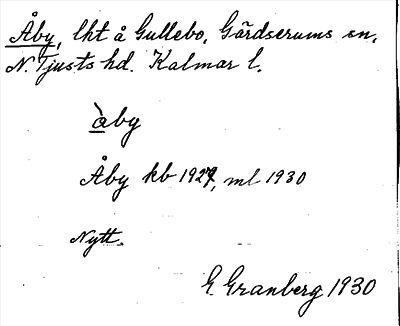 Åby, lht å Gullebo, Gärdserums sn,
N. Tjusts hd. Kalmar l.
åby
Åby kb 1927, ml 1930
Nytt.
G. Granberg 1930